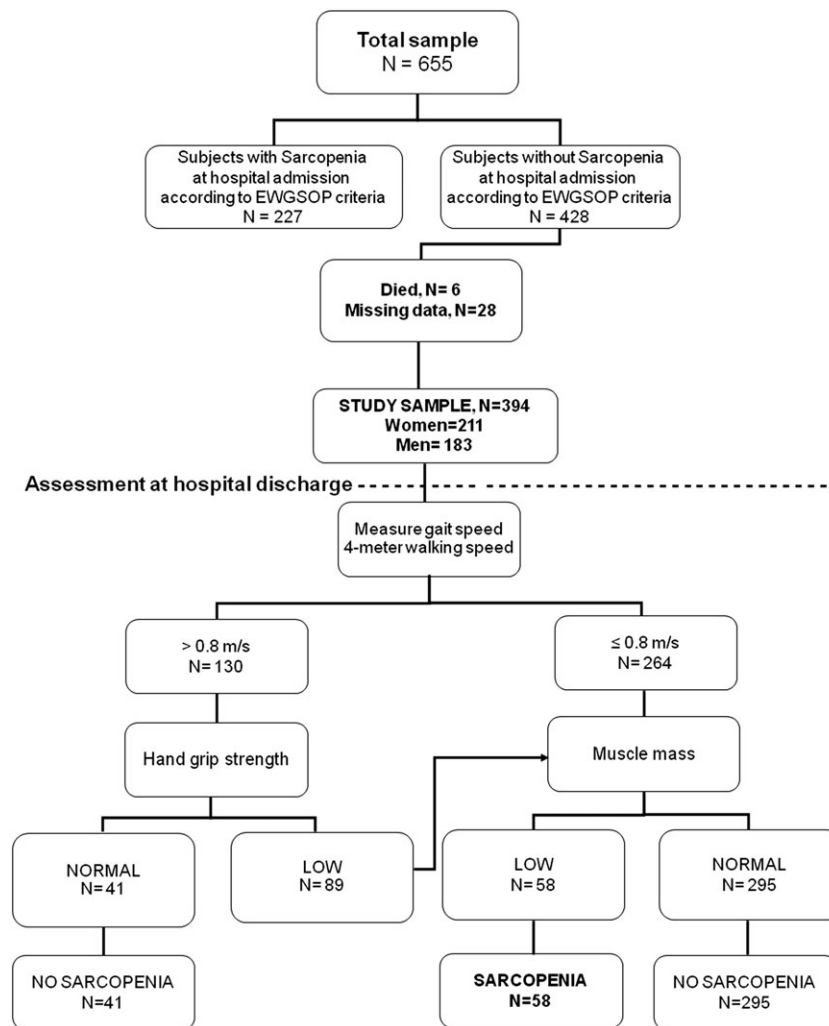 Total sample
N = 655
Subjects with Sarcopenia
at hospital admission
according to EWGSOP criteria
N = 227
Subjects without Sarcopenia
at hospital admission
according to EWGSOP criteria
N = 428
Died, N= 6
Missing data, N=28
STUDY SAMPLE, N=394
Women=211
Men= 183
Assessment at hospital discharge
Measure gait speed
4-meter walking speed
> 0.8 m/s
N= 130
≤ 0.8 m/s
N= 264
Hand grip strength
Muscle mass
NORMAL
N=41
LOW
N= 89
LOW
N=58
NORMAL
N=295
NO SARCOPENIA
N=41
SARCOPENIA
N=58
NO SARCOPENIA
N=295